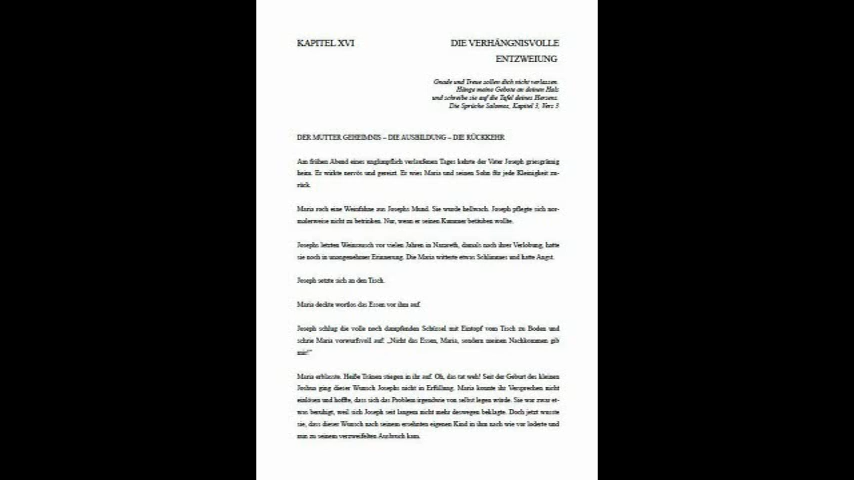 KAPITEL XVI DIE VERHÄNGNISVOLLE
ENTZWEIUNG
Gnade und Treue sollen dich nicht verlassen.
Hänge meine Gebote an deinen Hals
und schreibe sie auf die Tafel deines Herzens.
Die Sprüche Salomos, Kapitel 3, Vers 3
DER MUTTER GEHEIMNIS – DIE AUSBILDUNG – DIE RÜCKKEHR
Am frühen Abend eines unglimpflich verlaufenen Tages kehrte der Vater Joseph griesgrämig
heim. Er wirkte nervös und gereizt. Er wies Maria und seinen Sohn für jede Kleinigkeit zu-
rück.
Maria roch eine Weinfahne aus Josephs Mund. Sie wurde hellwach. Joseph pflegte sich nor-
malerweise nicht zu betrinken. Nur, wenn er seinen Kummer betäuben wollte.
Josephs letzten Weinrausch vor vielen Jahren in Nazareth, damals noch ihrer Verlobung, hatte
sie noch in unangenehmer Erinnerung. Die Maria witterte etwas Schlimmes und hatte Angst.
Joseph setzte sich an den Tisch.
Maria deckte wortlos das Essen vor ihm auf.
Joseph schlug die volle noch dampfenden Schüssel mit Eintopf vom Tisch zu Boden und
schrie Maria vorwurfsvoll auf: „Nicht das Essen, Maria, sondern meinen Nachkommen gib
mir!“
Maria erblasste. Heiße Tränen stiegen in ihr auf. Oh, das tat weh! Seit der Geburt des kleinen
Joshua ging dieser Wunsch Josephs nicht in Erfüllung. Maria konnte ihr Versprechen nicht
einlösen und hoffte, dass sich das Problem irgendwie von selbst legen würde. Sie war zwar et-
was beruhigt, weil sich Joseph seit langem nicht mehr deswegen beklagte. Doch jetzt wusste
sie, dass dieser Wunsch nach seinem ersehnten eigenen Kind in ihm nach wie vor loderte und
nun zu seinem verzweifelten Ausbruch kam.